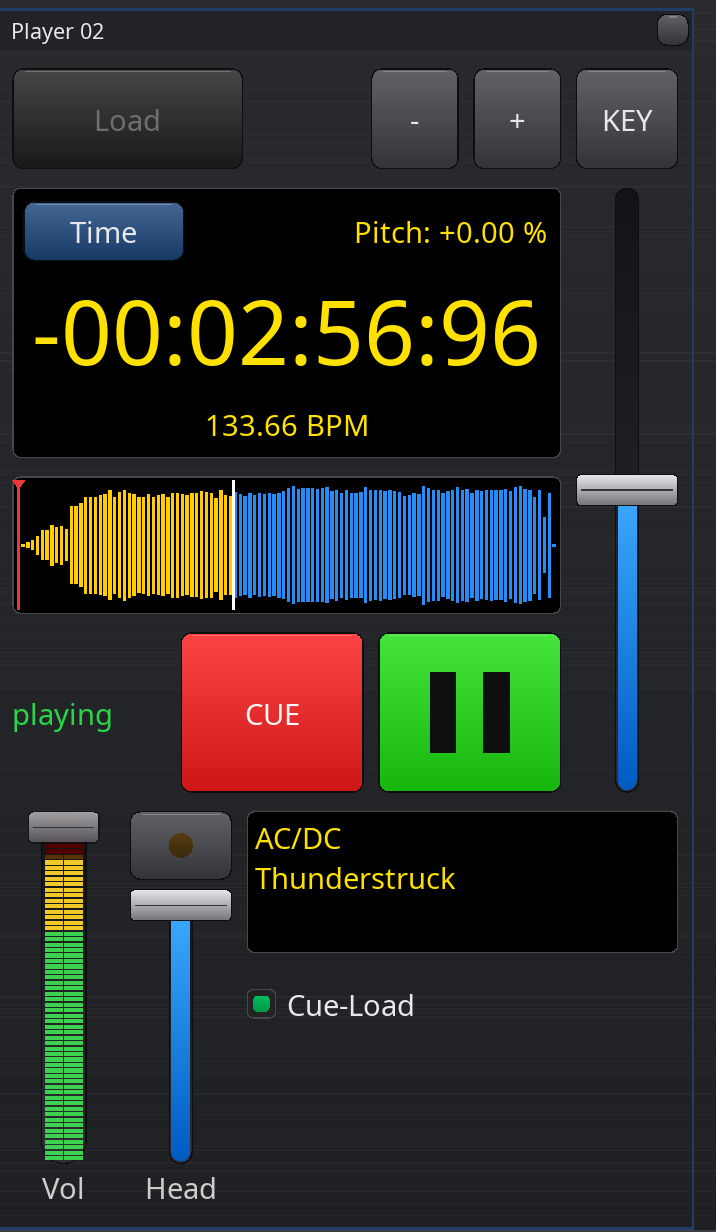 Player 02
Load
-
+
KEY
Time
Pitch: +0.00 %
-00:02:56:96
133.66 BPM
playing
CUE
AC/DC
Thunderstruck
Cue-Load
Vol
Head